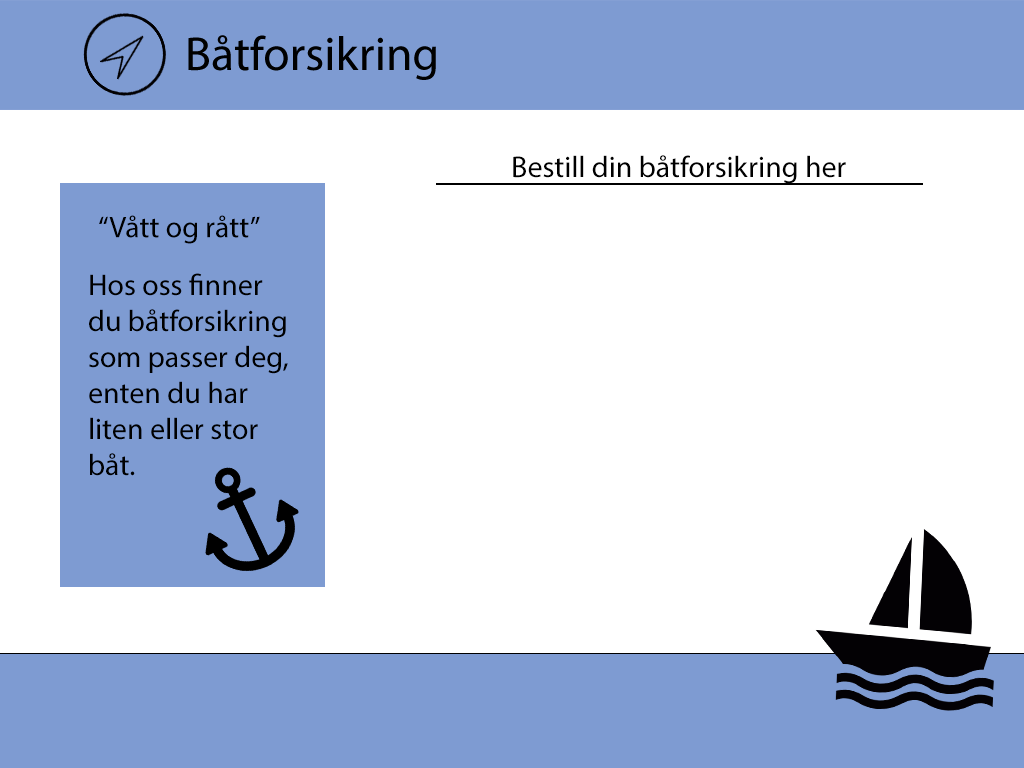 Båtforsikring
Bestill din båtforsikring her
“Vått og rått”
Hos oss finner
du båtforsikring
som passer deg,
enten du har
liten eller stor
båt.